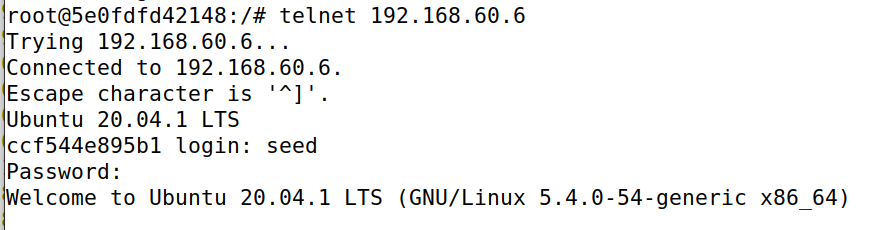 root@5e0fdfd42148:/# telnet 192.168.60.6
Trying 192.168.60.6...
Connected to 192.168.60.6.
Escape character is '^]'.
Ubuntu 20.04.1 LTS
ccf544e895b1 login: seed
Password:
Welcome to Ubuntu 20.04.1 LTS (GNU/Linux 5.4.0-54-generic x86_64)